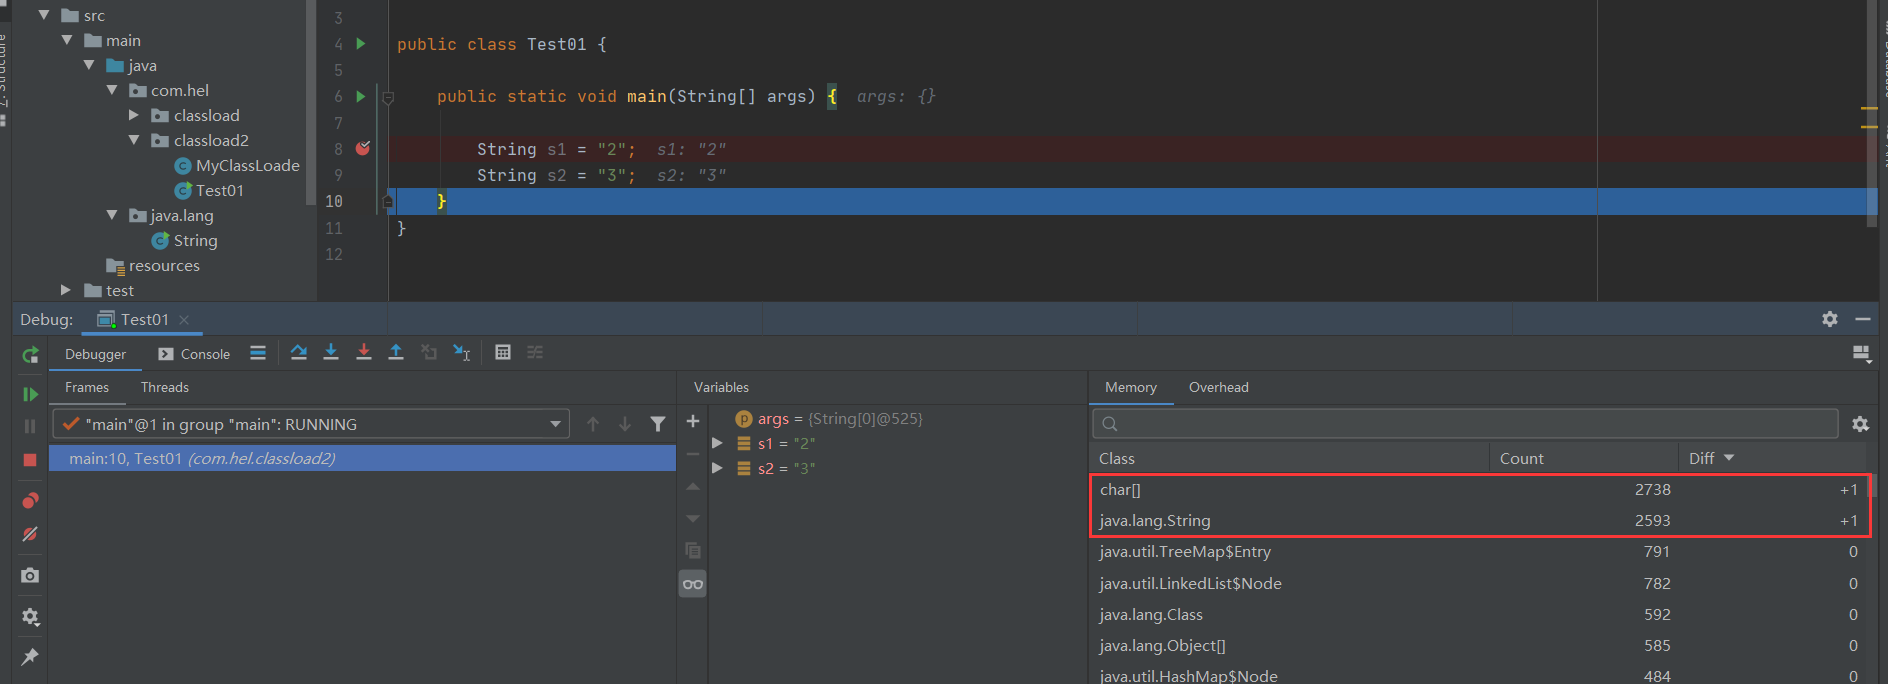 src
main
java
com.hel
classload
classload2
MyClassLoade
Test01
java.lang
String
resources
test
3
4 public class Test01 {
5
6 public static void main(String[] args) { args: {}
7
8 String s1 = "2"; s1: "2"
9 String s2 = "3"; s2: "3"
10 }
11 }
12
Debug: Test01
Debugger Console
Frames Threads
"main"@1 in group "main": RUNNING
main:10, Test01 (com.hel.classload2)
Variables
args = {String[0]@525}
s1 = "2"
s2 = "3"
Memory Overhead
Class Count Diff
char[] 2738 +1
java.lang.String 2593 +1
java.util.TreeMap$Entry 791 0
java.util.LinkedList$Node 782 0
java.lang.Class 592 0
java.lang.Object[] 585 0
java.util.HashMap$Node 484 0